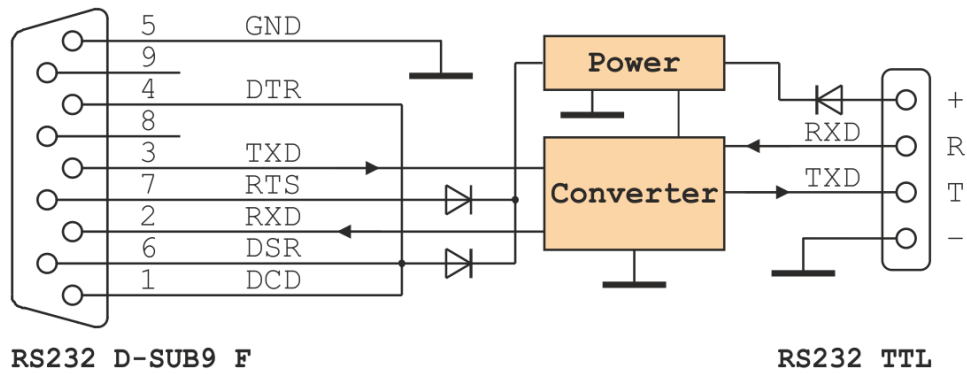 5 GND
9
4 DTR
8
3 TXD
7 RTS
2 RXD
6 DSR
1 DCD
Power
Converter
+
RXD R
TXD T
-
RS232 D-SUB9 F
RS232 TTL